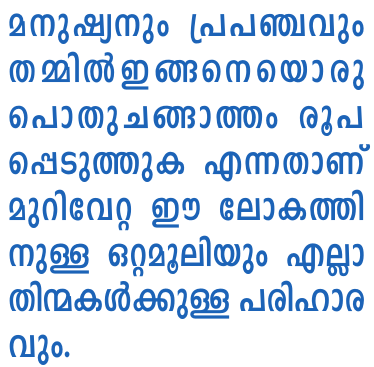 മനുഷ്യനും പ്രപഞ്ചവും
തമ്മിൽ ഇങ്ങനെയൊരു
പൊതുചങ്ങാത്തം രൂപ
പ്പെടുത്തുക എന്നതാണ്
മുറിവേറ്റ ഈ ലോകത്തി
നുള്ള ഒറ്റമൂലിയും എല്ലാ
തിന്മകൾക്കുള്ള പരിഹാര
വും.